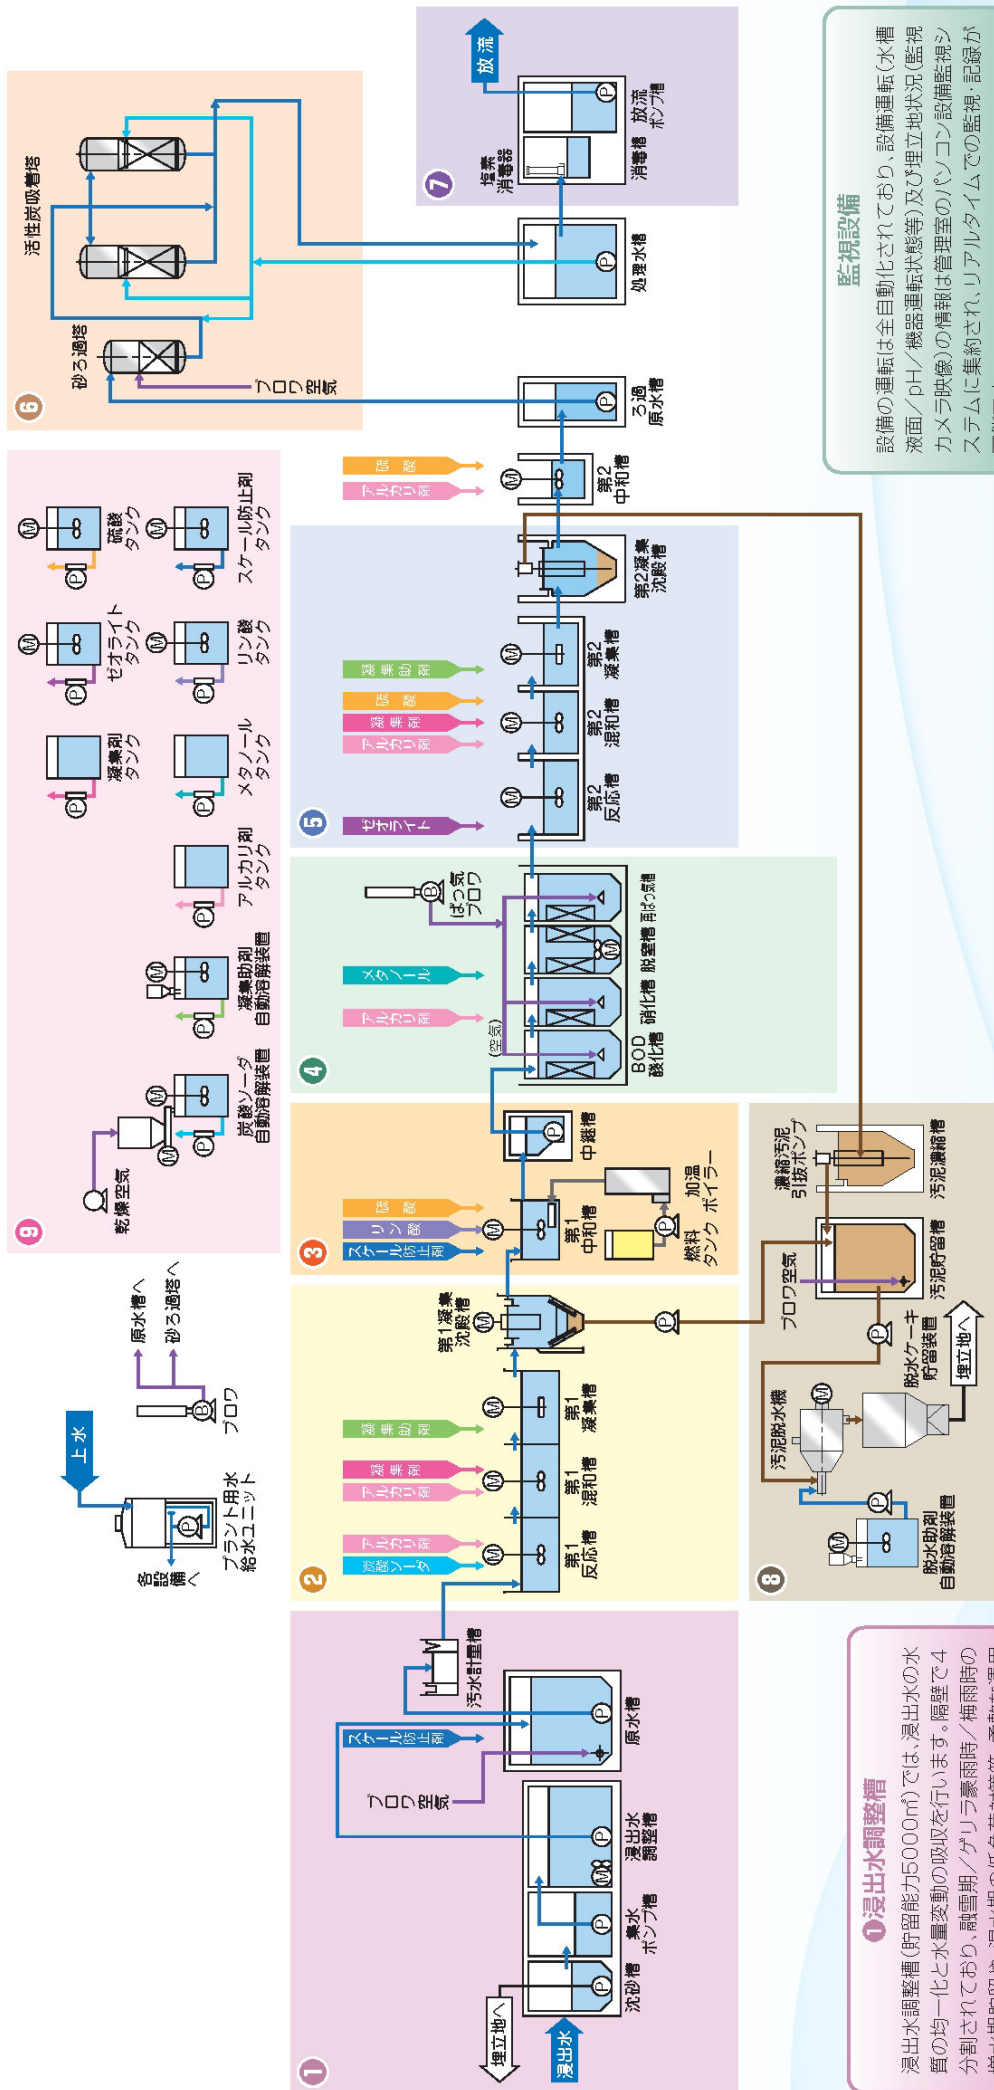 ❶
浸出水
埋立地へ
沈砂槽
集水
ポンプ槽
浸出水
調整槽
原水槽
ブロワ空気
スケール防止剤
汚水計量槽
P
P
M
P
P
上水
プラント用水
給水ユニット
各設備へ
P
ブロワ
B
原水槽へ
砂ろ過塔へ
❷
炭酸ソーダ
アルカリ剤
アルカリ剤
凝集剤
凝集助剤
M
M
M
M
第1
反応槽
第1
混和槽
第1
凝集槽
第1凝集
沈殿槽
P
❸
スケール防止剤
リン酸
硫酸
M
第1
中和槽
中継槽
P
燃料
タンク
加温
ボイラー
P
❹
アルカリ剤
メタノール
ばっ気
ブロワ
B
(空気)
BOD
酸化槽
硝化槽
脱窒槽
再ばっ気槽
M
❺
ゼオライト
アルカリ剤
凝集剤
硫酸
凝集助剤
M
M
M
第2
反応槽
第2
混和槽
第2
凝集槽
第2凝集
沈殿槽
アルカリ剤
硫酸
M
第2
中和槽
ろ過
原水槽
P
❻
砂ろ過塔
活性炭吸着塔
ブロワ空気
処理水槽
P
❼
塩素
消毒器
消毒槽
放流
ポンプ槽
P
放流
❽
脱水助剤
自動溶解装置
M
P
汚泥脱水機
M
脱水ケーキ
貯留装置
埋立地へ
ブロワ空気
P
汚泥貯留槽
濃縮汚泥
引抜ポンプ
汚泥濃縮槽
❾
乾燥空気
M
M
P
炭酸ソーダ
自動溶解装置
M
P
凝集助剤
自動溶解装置
P
アルカリ剤
タンク
P
凝集剤
タンク
P
メタノール
タンク
M
P
ゼオライト
タンク
M
P
リン酸
タンク
M
P
硫酸
タンク
M
P
スケール防止剤
タンク
❶浸出水調整槽
浸出水調整槽(貯留能力5000㎥)では、浸出水の水
質の均一化と水量変動の吸収を行います。隔壁で4
分割されており、融雪期/ゲリラ豪雨時/梅雨時の
監視設備
設備の運転は全自動化されており、設備運転(水槽
液面/pH/機器運転状態等)及び埋立地状況(監視
カメラ映像)の情報は管理室のパソコン設備監視シ
ステムに集約され、リアルタイムでの監視・記録が